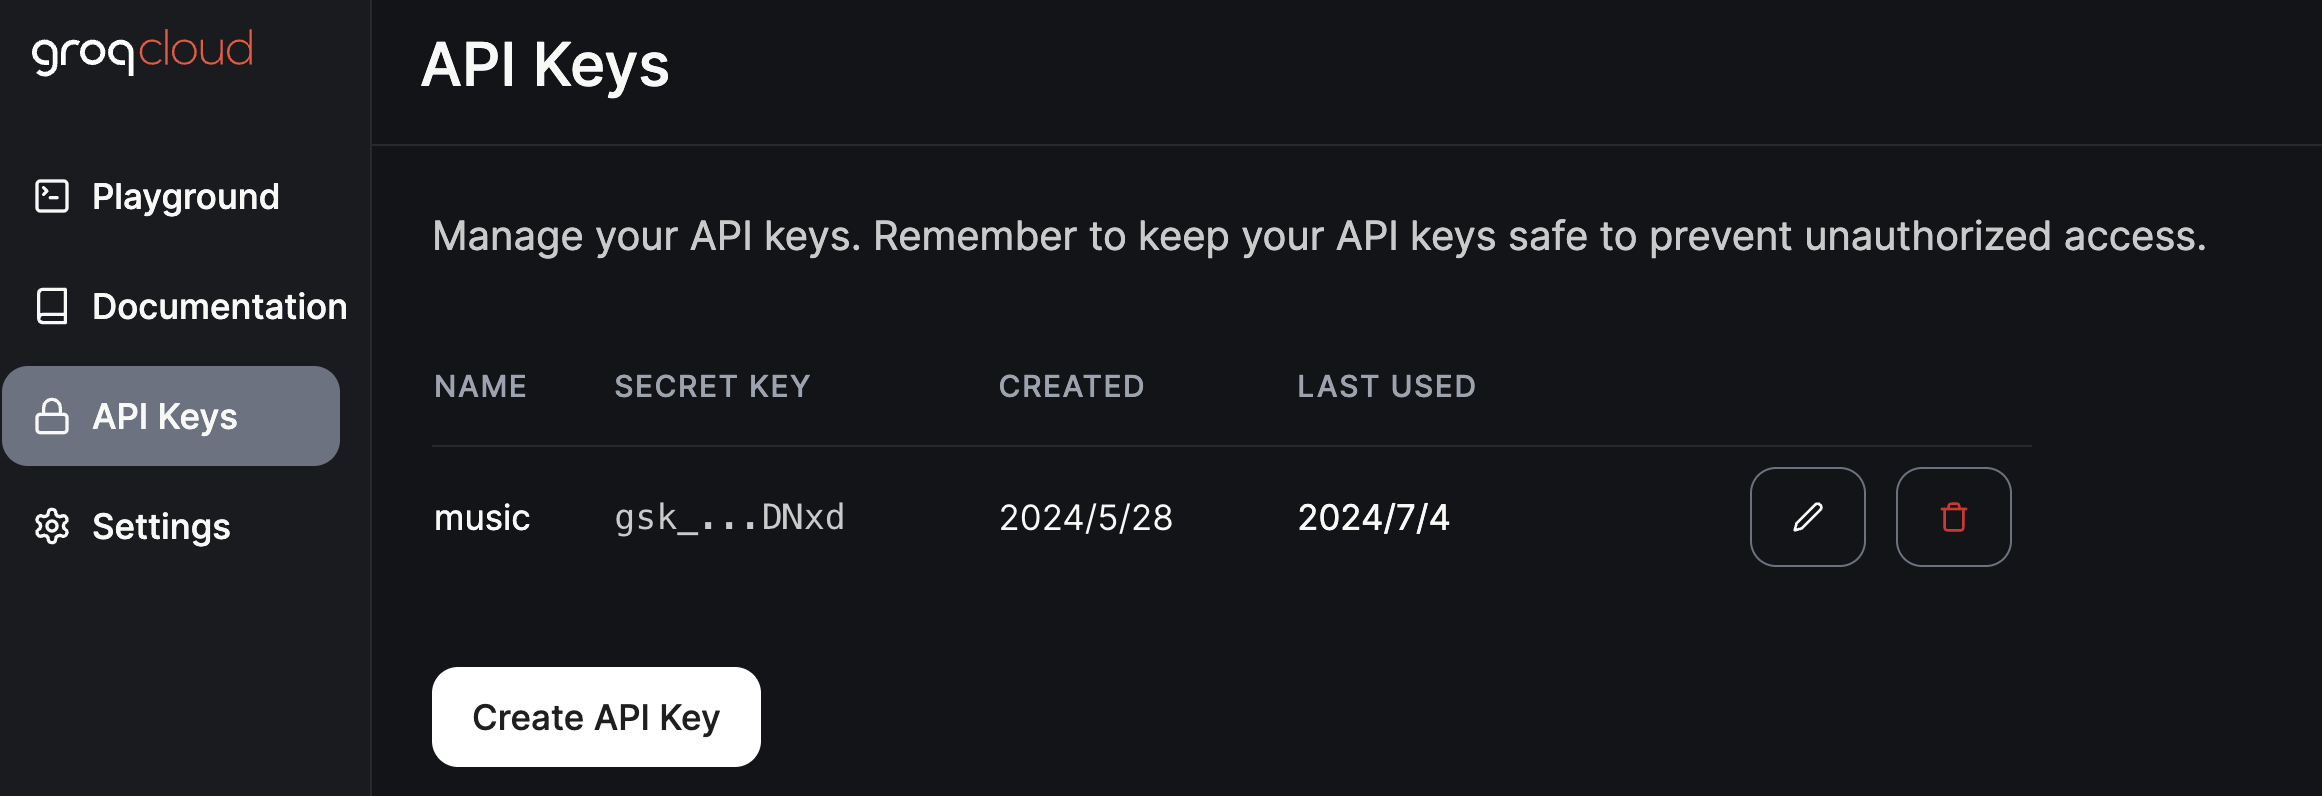 groqcloud
API Keys
Playground
Documentation
API Keys
Settings
Manage your API keys. Remember to keep your API keys safe to prevent unauthorized access.
NAME SECRET KEY CREATED LAST USED
music gsk_...DNxd 2024/5/28 2024/7/4
Create API Key